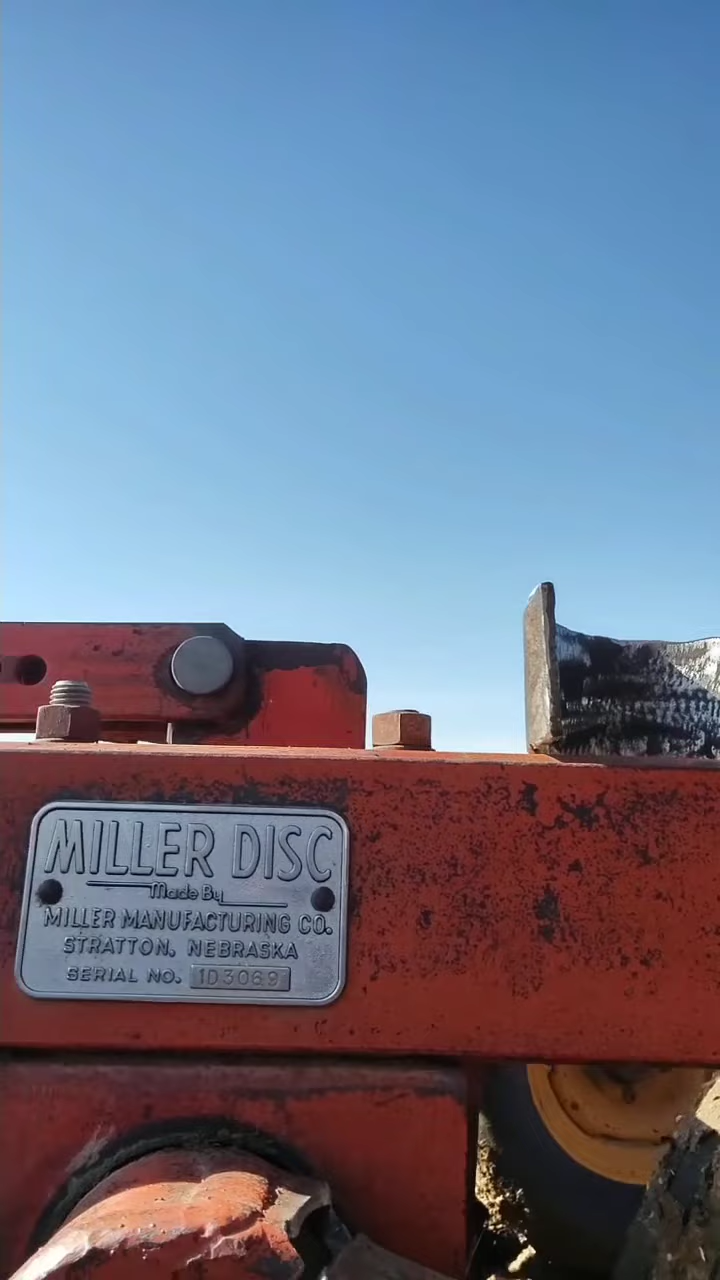 MILLER DISC
Made By
MILLER MANUFACTURING CO.
STRATTON, NEBRASKA
SERIAL NO. 1D3069